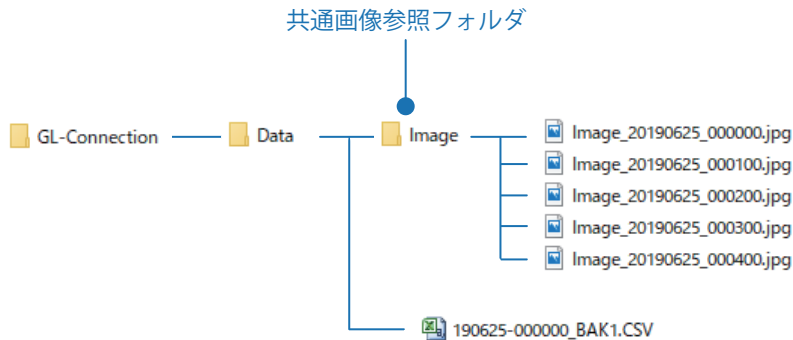 共通画像参照フォルダ
GL-Connection
Data
Image
Image_20190625_000000.jpg
Image_20190625_000100.jpg
Image_20190625_000200.jpg
Image_20190625_000300.jpg
Image_20190625_000400.jpg
190625-000000_BAK1.CSV